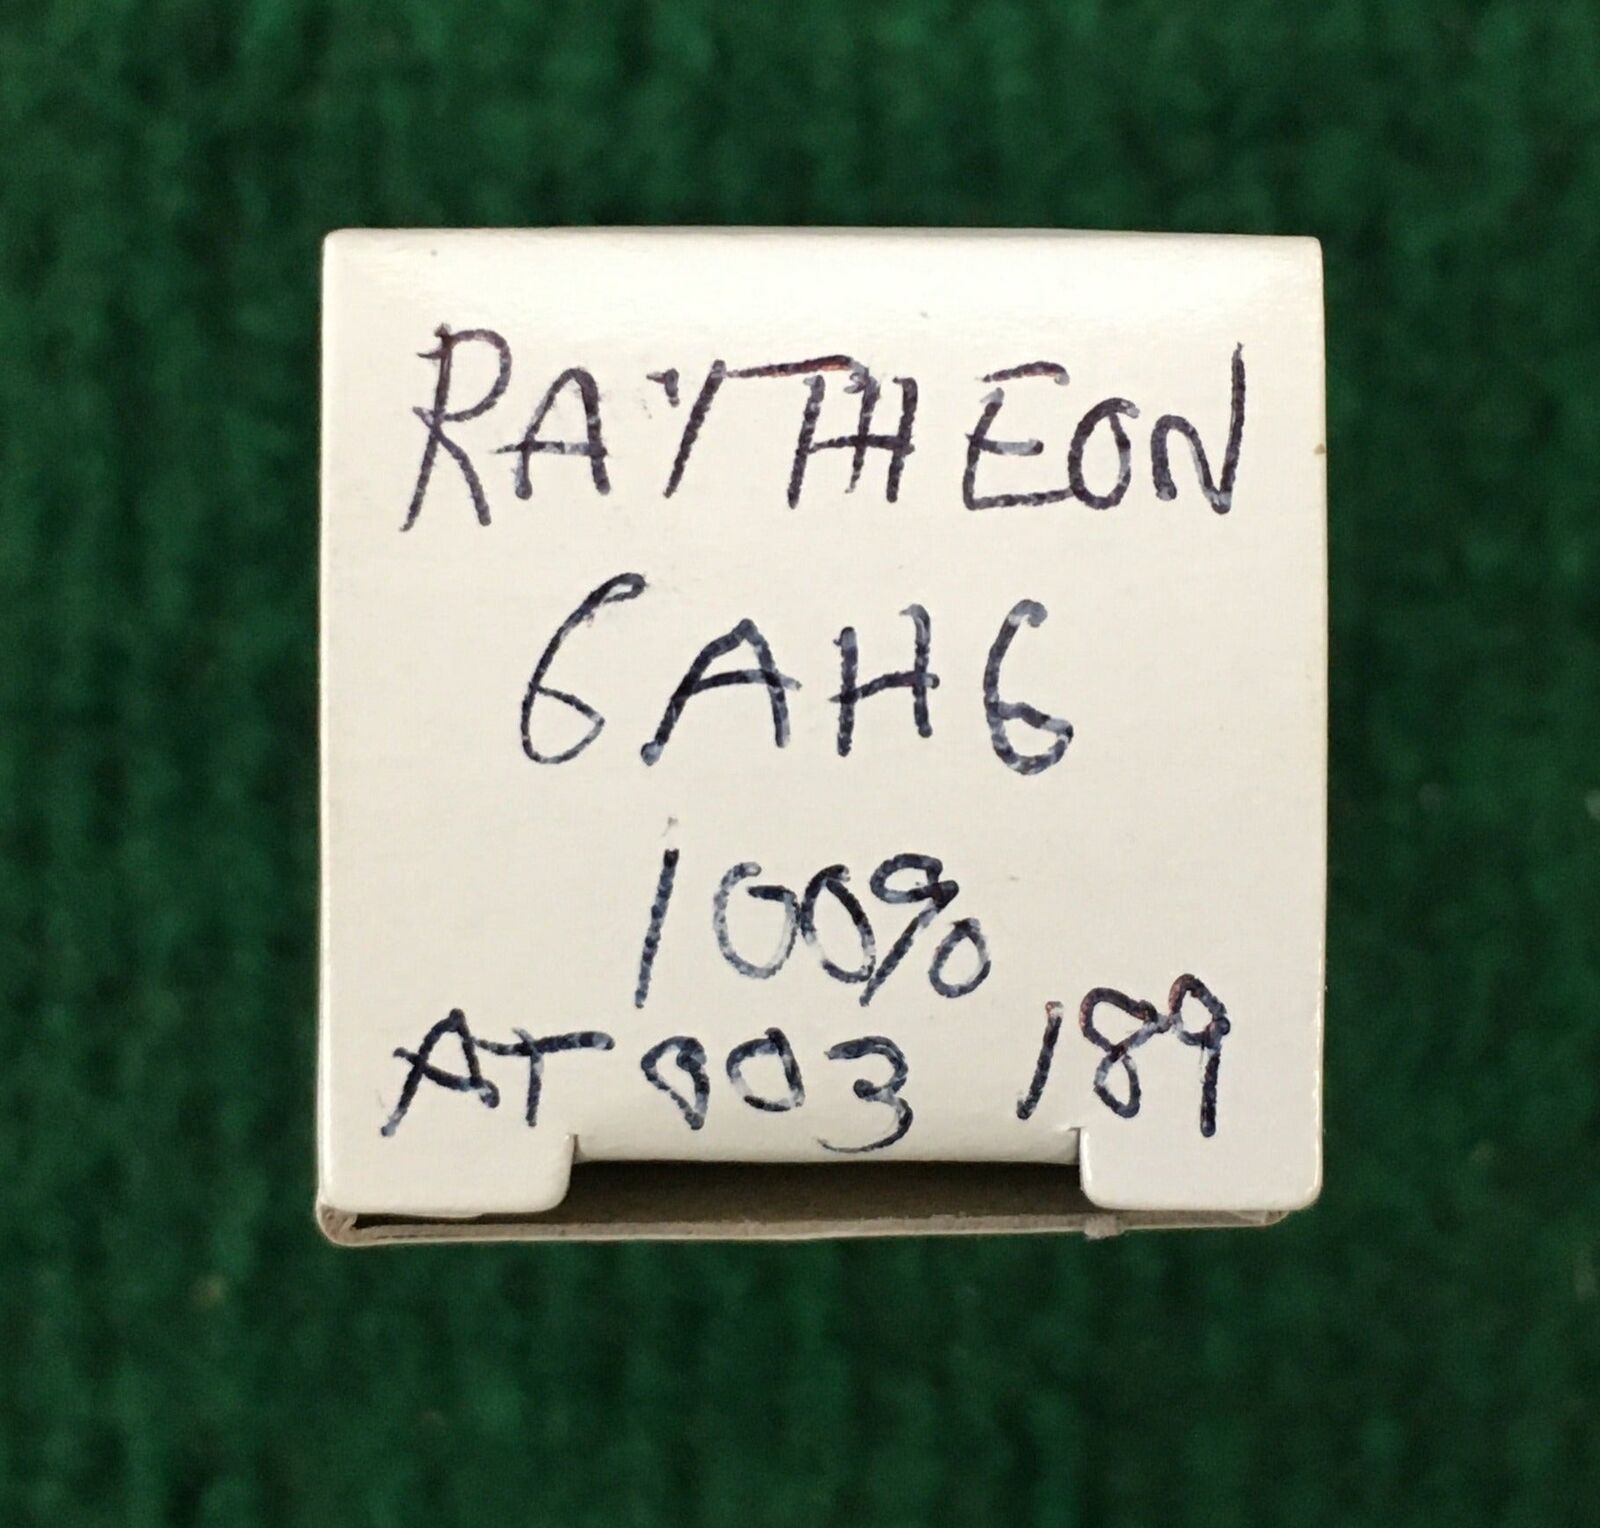 RAYTHEON
6AH6
100%
AT 003 189